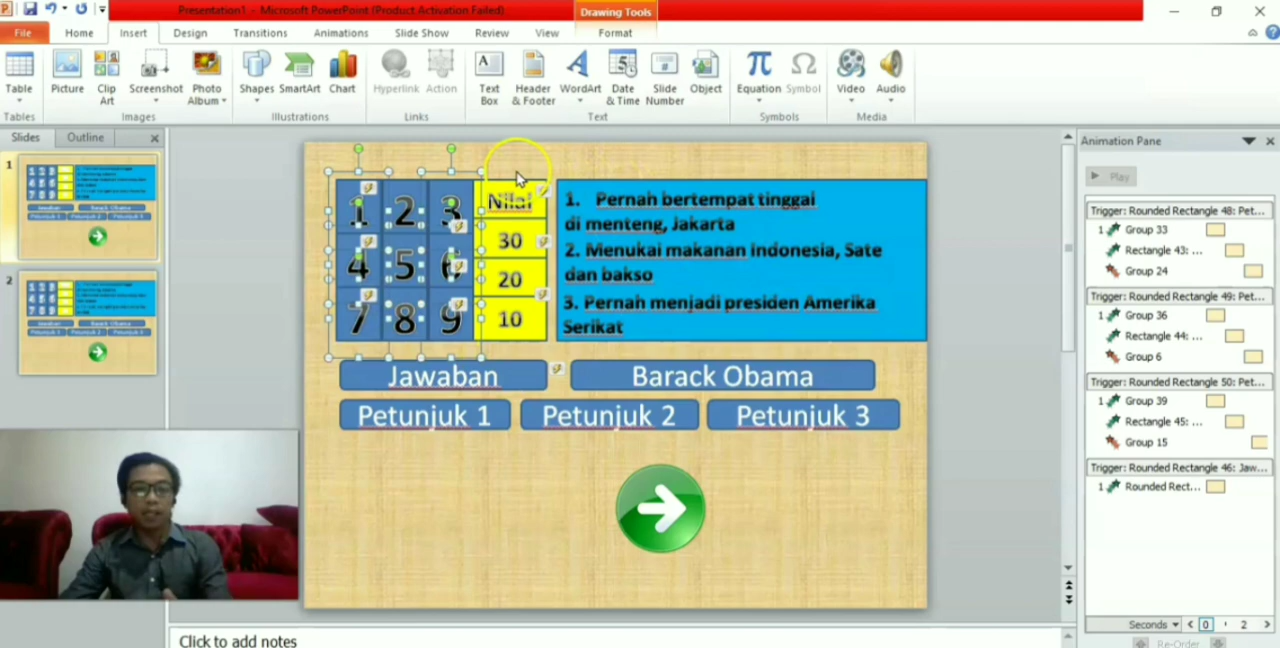 Presentation1 - Microsoft PowerPoint (Product Activation Failed)
Drawing Tools
File Home Insert Design Transitions Animations Slide Show Review View Format
Table Picture Clip Art Screenshot Photo Album Shapes SmartArt Chart Hyperlink Action Text Box Header & Footer WordArt Date & Time Slide Number Object Equation Symbol Video Audio
Tables Images Illustrations Links Text Symbols Media
Slides Outline
1
2
1 2 3 Nilai
4 5 6 30
20
7 8 9 10
1. Pernah bertempat tinggal
di menteng, Jakarta
2. Menukai makanan Indonesia, Sate
dan bakso
3. Pernah menjadi presiden Amerika
Serikat
Jawaban Barack Obama
Petunjuk 1 Petunjuk 2 Petunjuk 3
Click to add notes
Animation Pane
Play
Trigger: Rounded Rectangle 48: Pet...
1 Group 33
Rectangle 43: ...
Group 24
Trigger: Rounded Rectangle 49: Pet...
1 Group 36
Rectangle 44: ...
Group 6
Trigger: Rounded Rectangle 50: Pet...
1 Group 39
Rectangle 45: ...
Group 15
Trigger: Rounded Rectangle 46: Jaw...
1 Rounded Rect...
Seconds 0 2
Re-Order